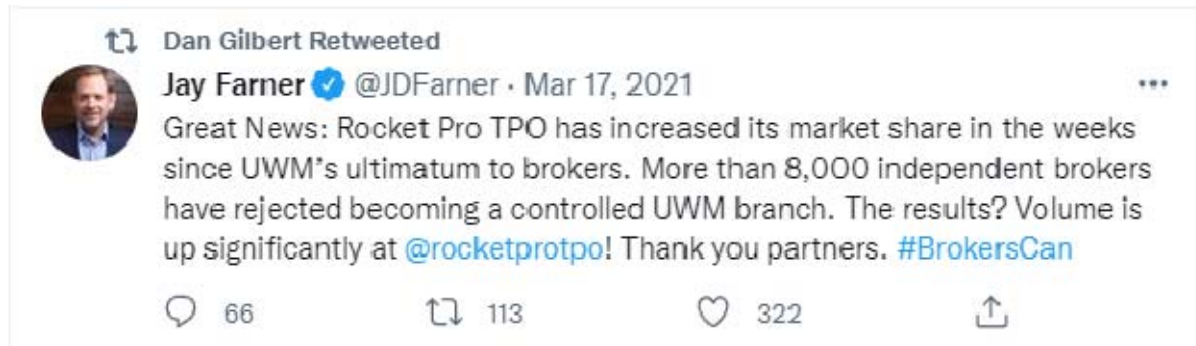 Dan Gilbert Retweeted
Jay Farner @JDFarner · Mar 17, 2021
Great News: Rocket Pro TPO has increased its market share in the weeks
since UWM's ultimatum to brokers. More than 8,000 independent brokers
have rejected becoming a controlled UWM branch. The results? Volume is
up significantly at @rocketprotpo! Thank you partners. #BrokersCan
66 113 322